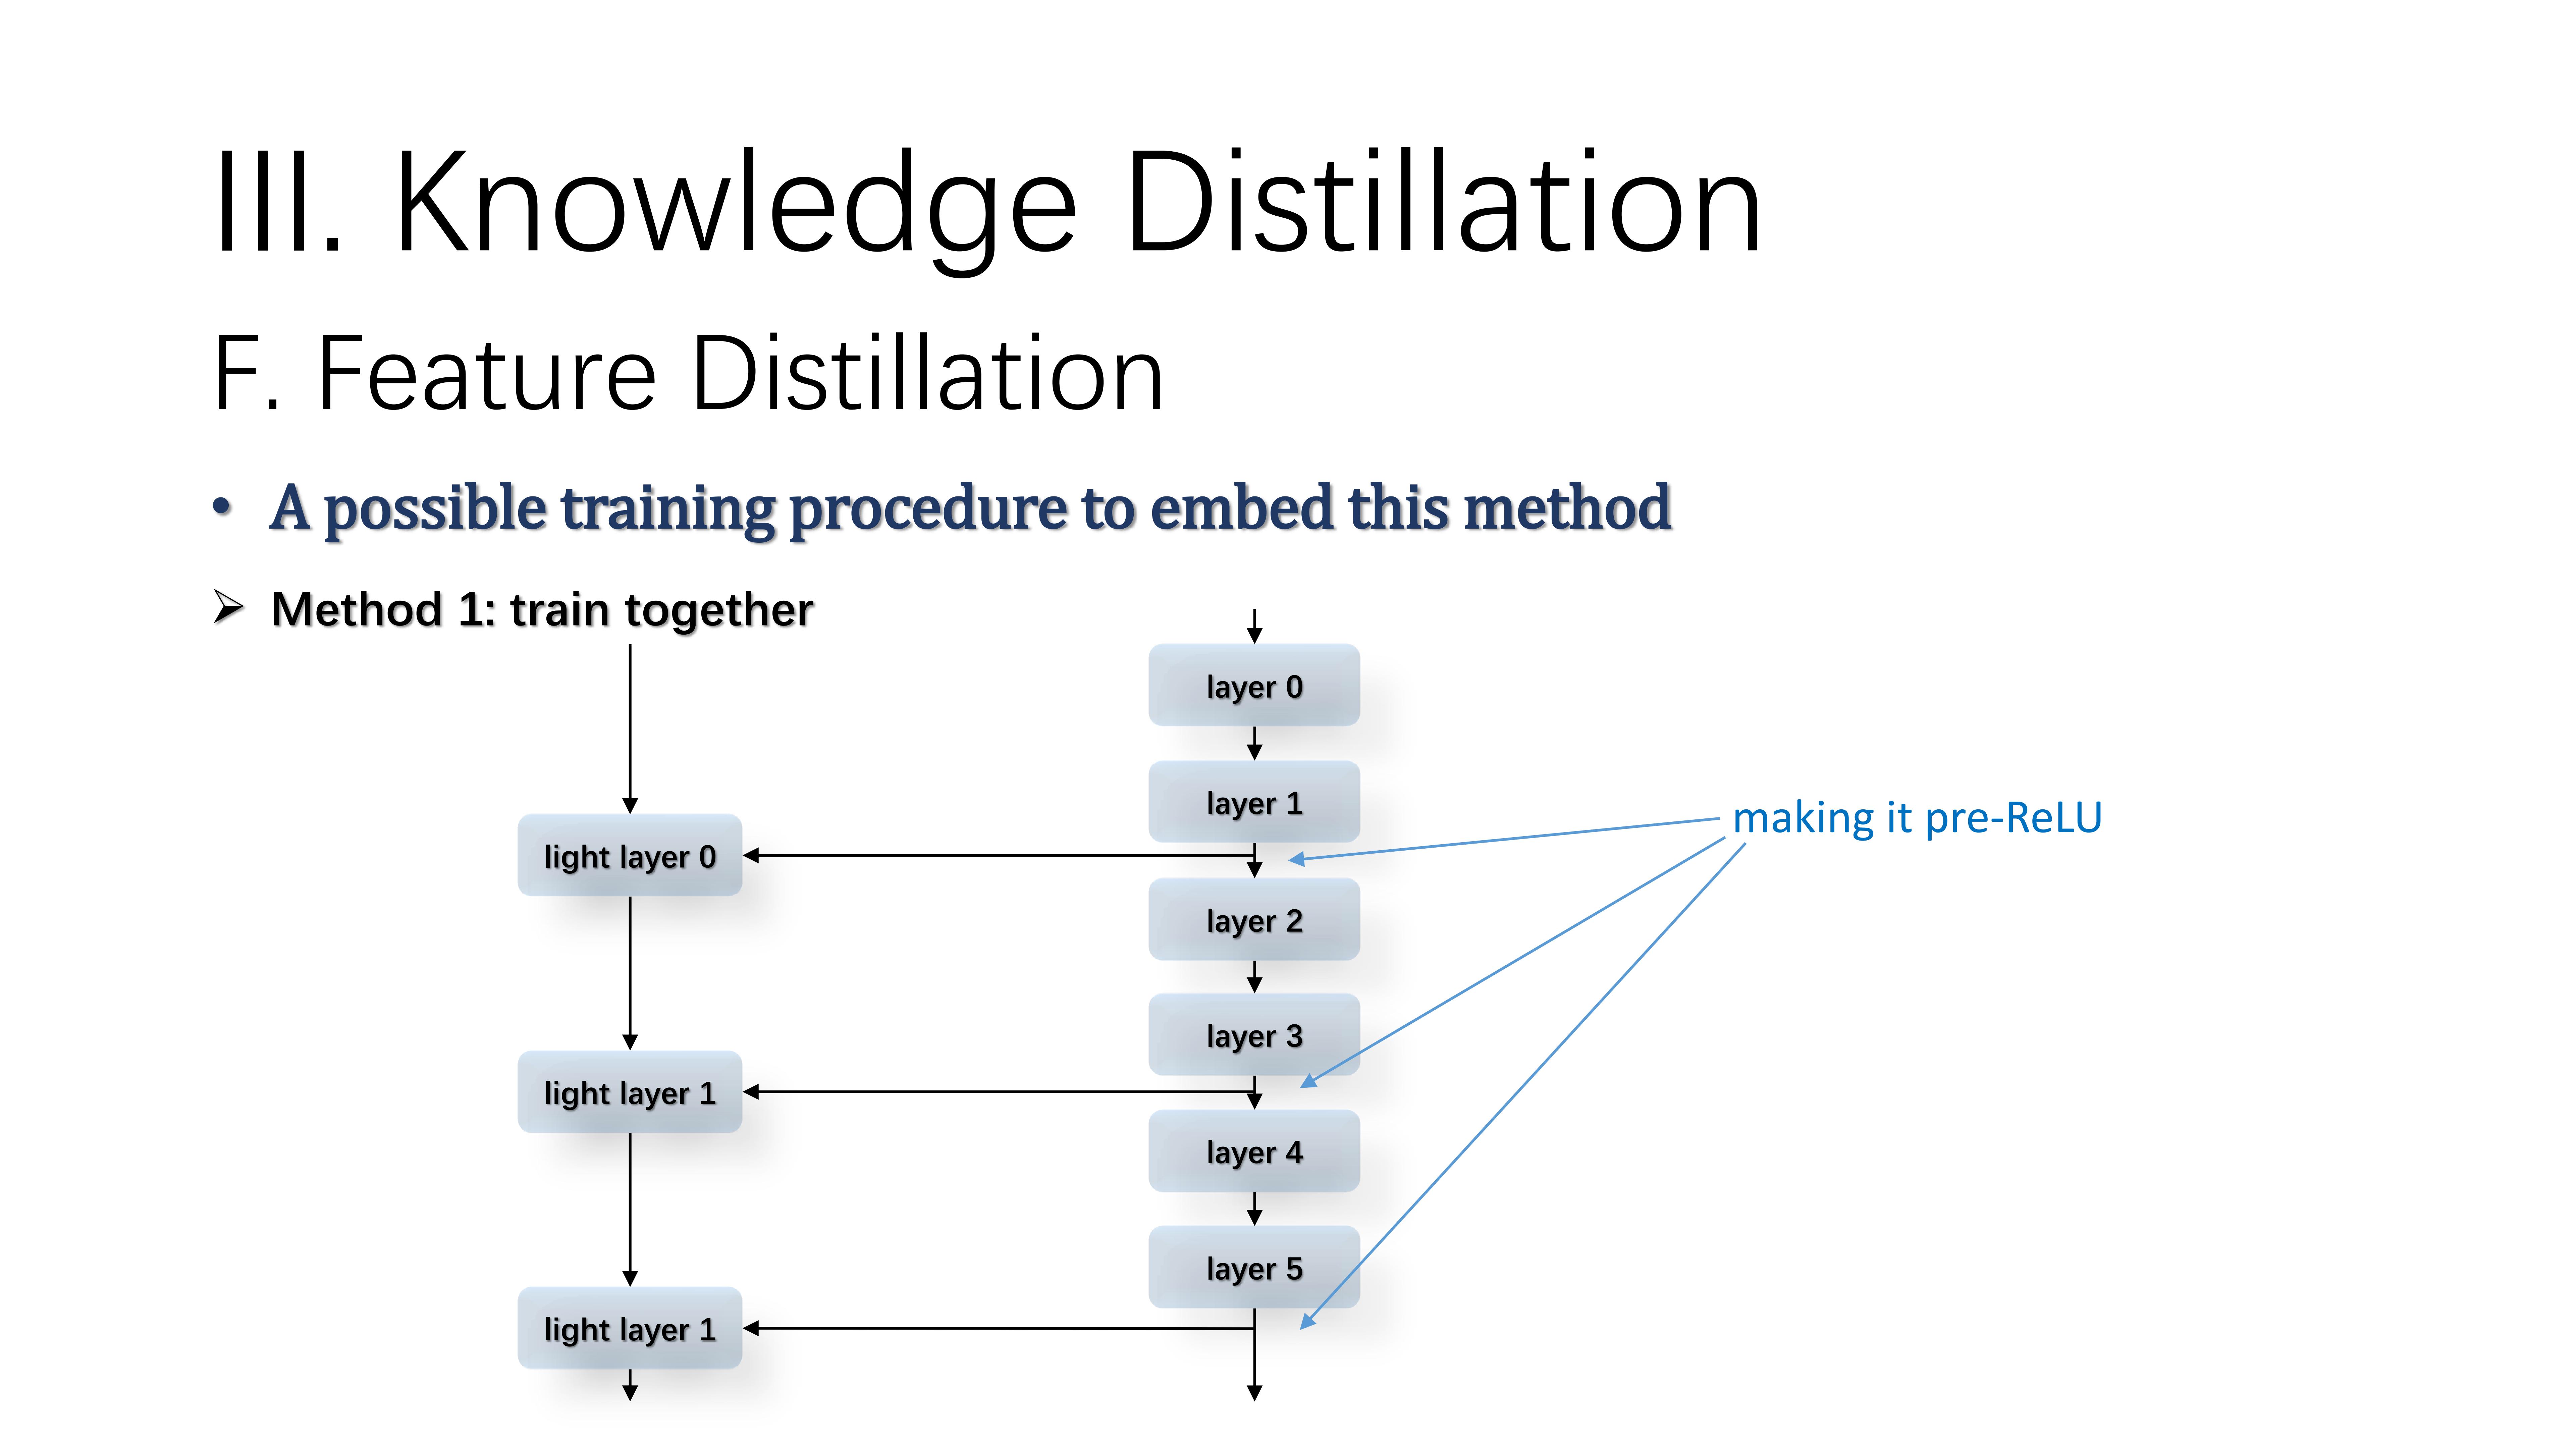 III. Knowledge Distillation
F. Feature Distillation
• A possible training procedure to embed this method
➢ Method 1: train together
layer 0
layer 1
making it pre-ReLU
light layer 0
layer 2
layer 3
light layer 1
layer 4
layer 5
light layer 1